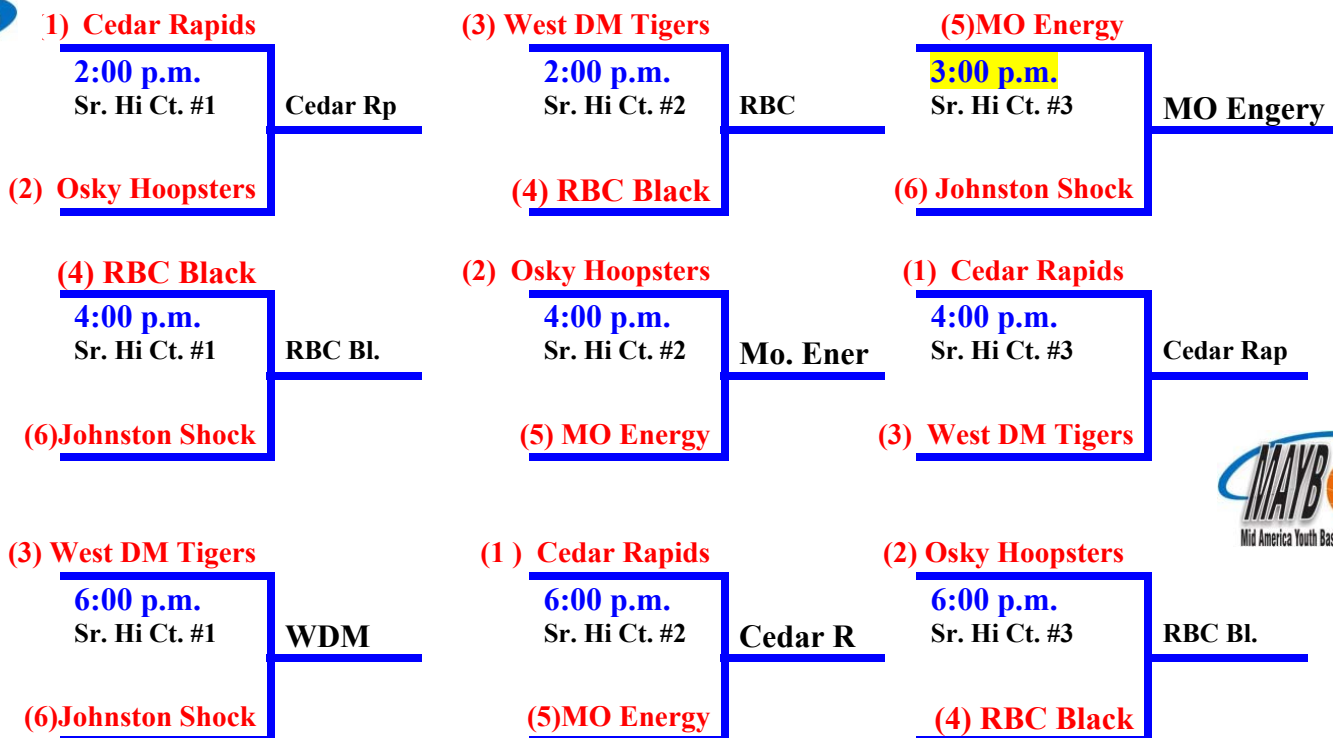 1) Cedar Rapids
2:00 p.m.
Sr. Hi Ct. #1
Cedar Rp
(2) Osky Hoopsters
(3) West DM Tigers
2:00 p.m.
Sr. Hi Ct. #2
RBC
(4) RBC Black
(5)MO Energy
3:00 p.m.
Sr. Hi Ct. #3
MO Engery
(6) Johnston Shock
(4) RBC Black
4:00 p.m.
Sr. Hi Ct. #1
RBC Bl.
(6)Johnston Shock
(2) Osky Hoopsters
4:00 p.m.
Sr. Hi Ct. #2
Mo. Ener
(5) MO Energy
(1) Cedar Rapids
4:00 p.m.
Sr. Hi Ct. #3
Cedar Rap
(3) West DM Tigers
MAYB
Mid America Youth Bas
(3) West DM Tigers
6:00 p.m.
Sr. Hi Ct. #1
WDM
(6)Johnston Shock
(1 ) Cedar Rapids
6:00 p.m.
Sr. Hi Ct. #2
Cedar R
(5)MO Energy
(2) Osky Hoopsters
6:00 p.m.
Sr. Hi Ct. #3
RBC Bl.
(4) RBC Black